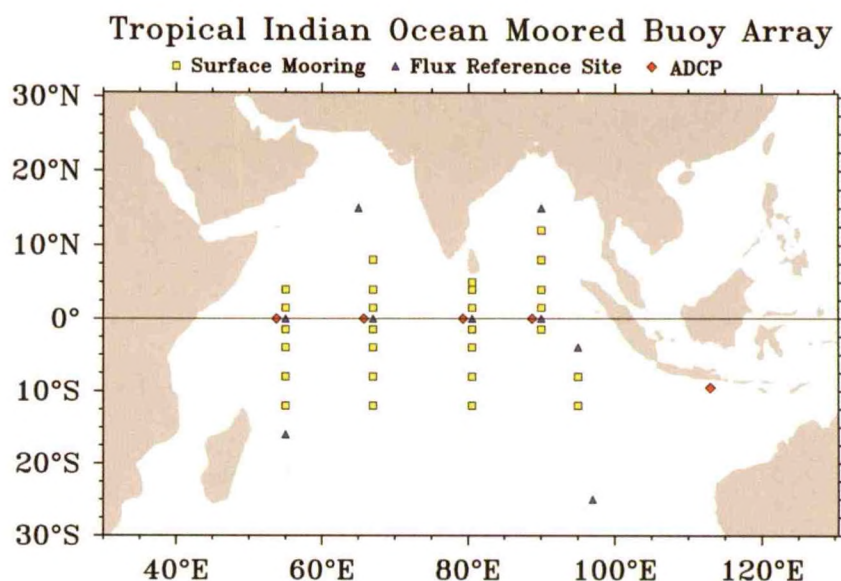 Tropical Indian Ocean Moored Buoy Array
Surface Mooring Flux Reference Site ADCP
30°N
20°N
10°N
0°
10°S
20°S
30°S
40°E 60°E 80°E 100°E 120°E